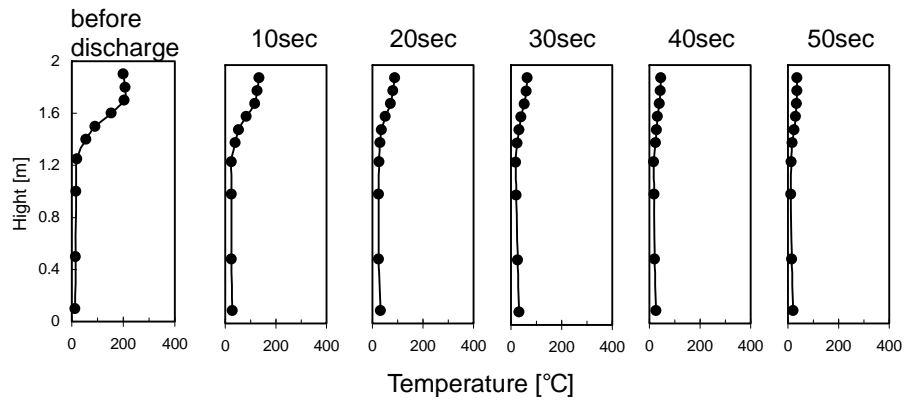 before
discharge
10sec
20sec
30sec
40sec
50sec
2
1.6
1.2
0.8
0.4
0
Hight [m]
0 200 400 0 200 400 0 200 400 0 200 400 0 200 400 0 200 400
Temperature [°C]